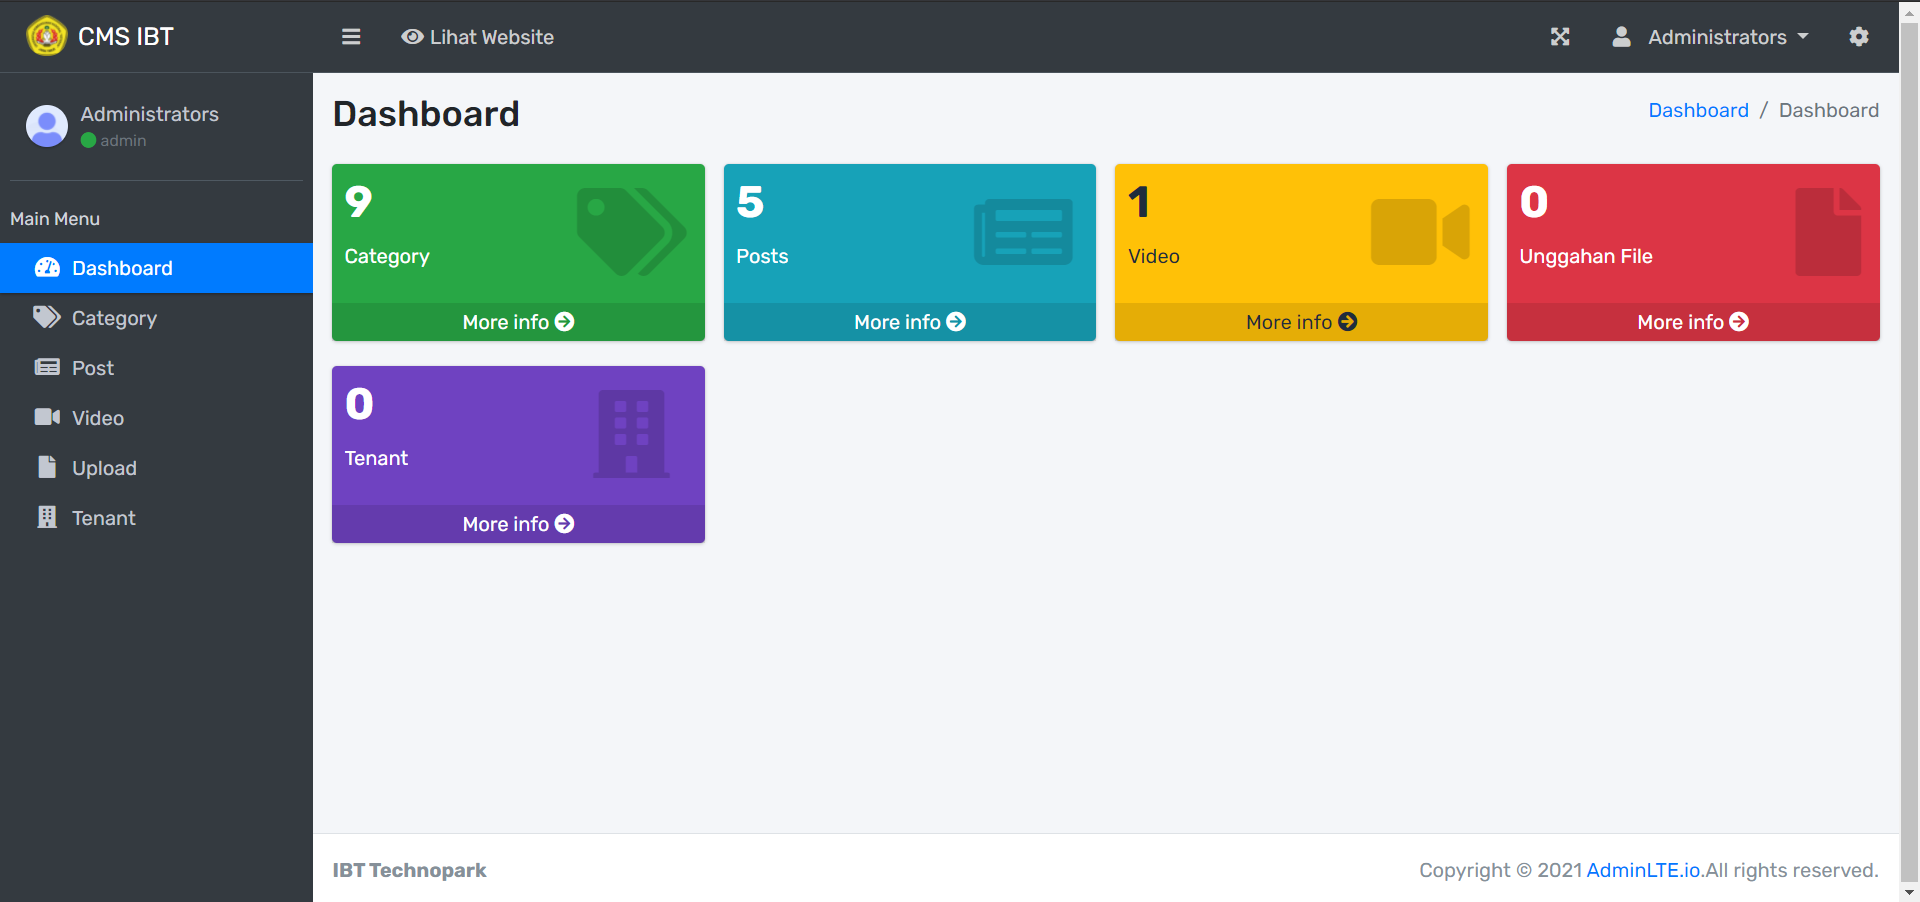 CMS IBT
Lihat Website
Administrators
Administrators
admin
Main Menu
Dashboard
Category
Post
Video
Upload
Tenant
Dashboard
Dashboard / Dashboard
9
Category
More info
5
Posts
More info
1
Video
More info
0
Unggahan File
More info
0
Tenant
More info
IBT Technopark
Copyright © 2021 AdminLTE.io.All rights reserved.